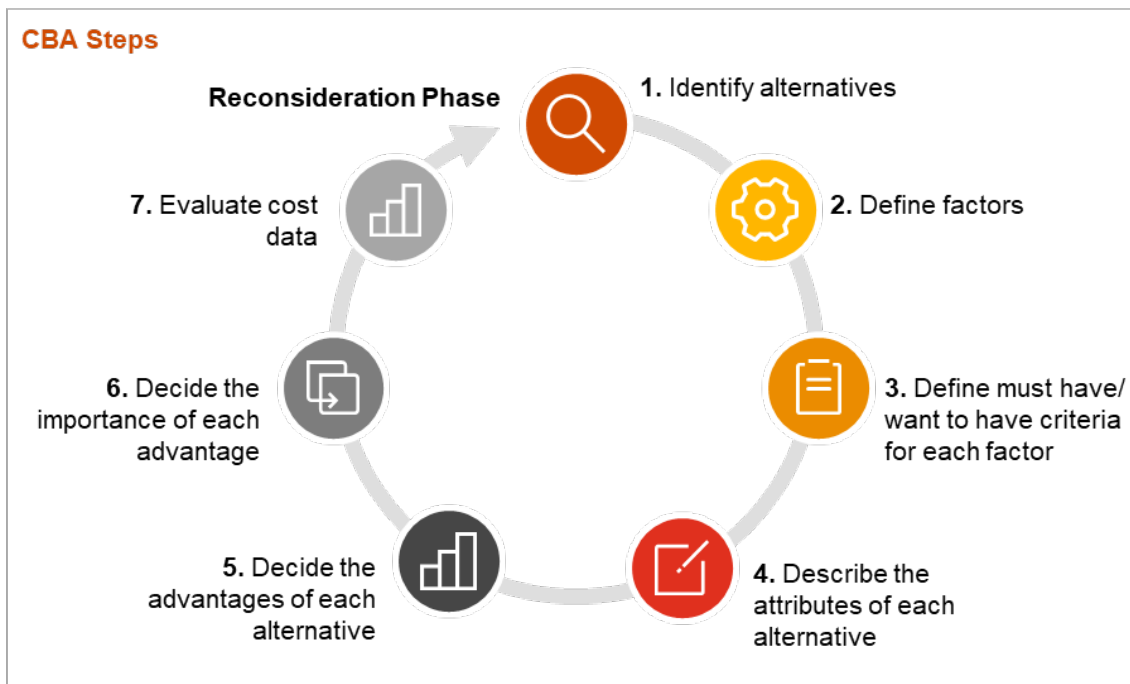 CBA Steps
Reconsideration Phase
1. Identify alternatives
2. Define factors
3. Define must have/
want to have criteria
for each factor
4. Describe the
attributes of each
alternative
5. Decide the
advantages of each
alternative
6. Decide the
importance of each
advantage
7. Evaluate cost
data